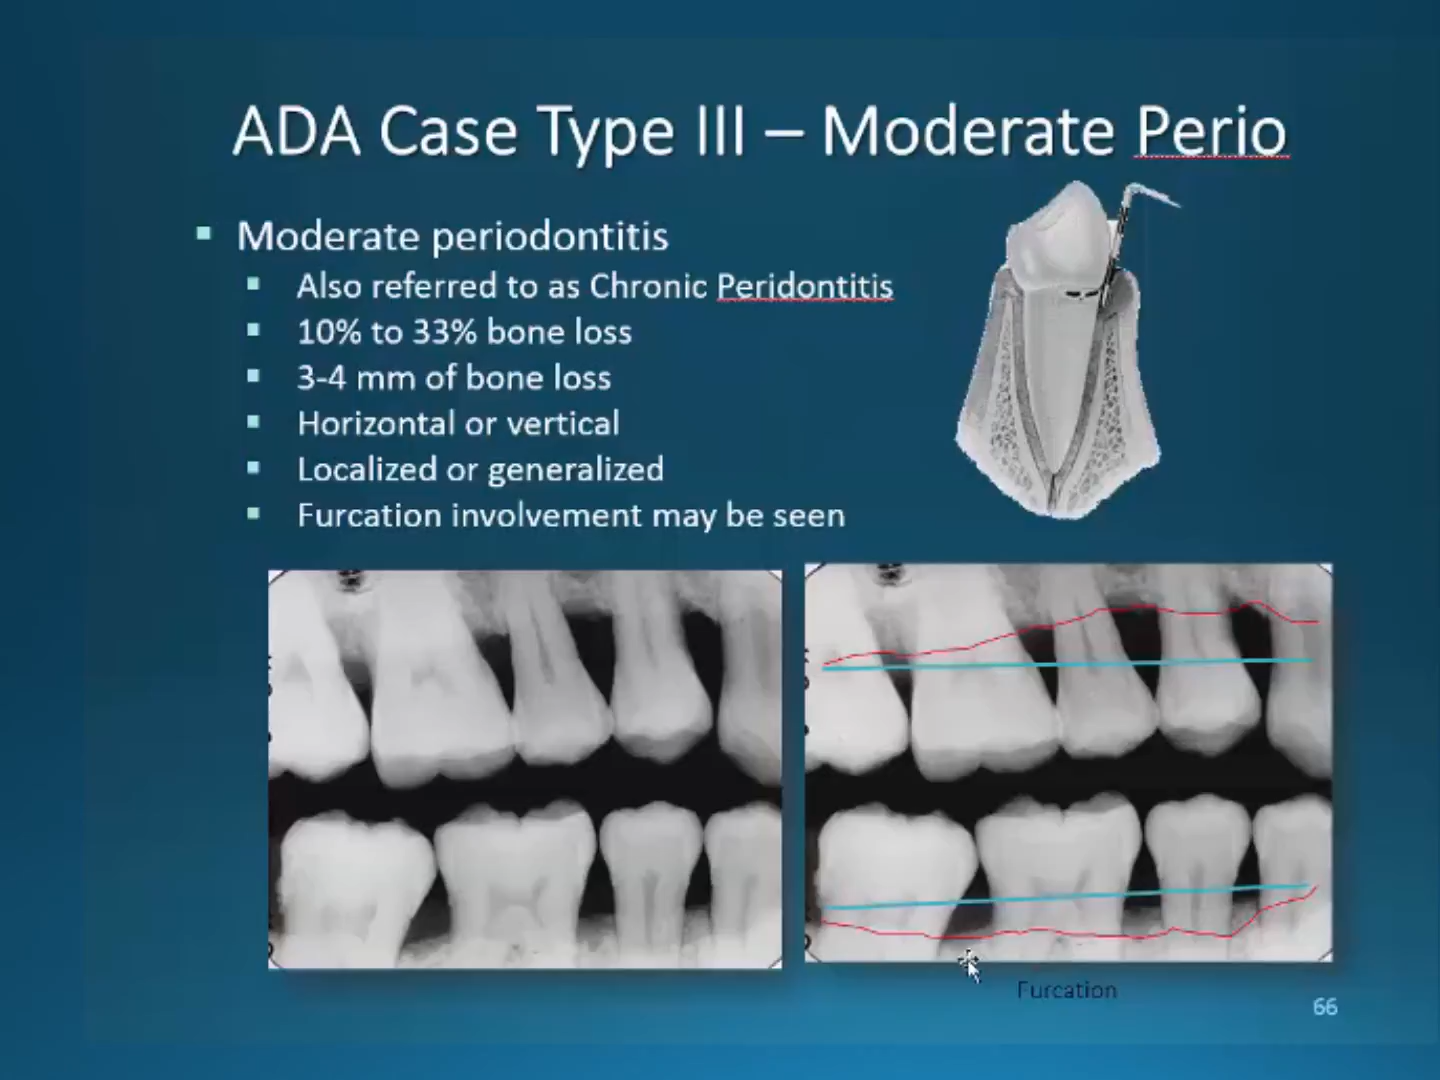 ADA Case Type III – Moderate Perio
Moderate periodontitis
Also referred to as Chronic Peridontitis
10% to 33% bone loss
3-4 mm of bone loss
Horizontal or vertical
Localized or generalized
Furcation involvement may be seen
Furcation
66